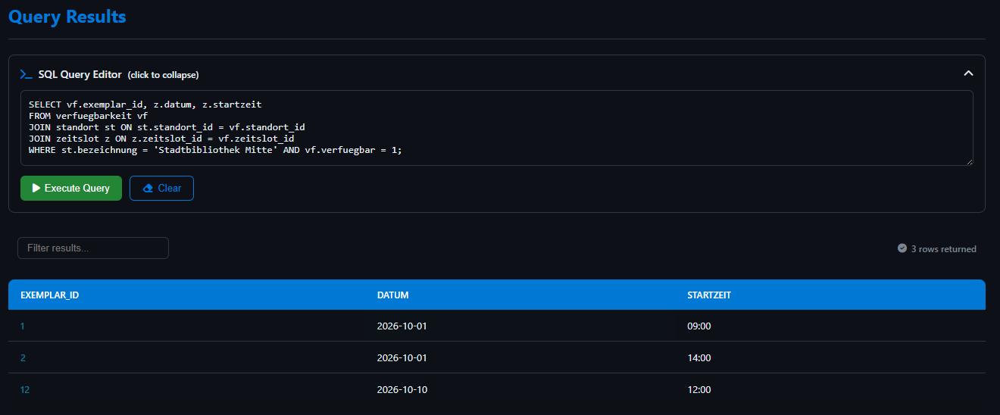 Query Results
SQL Query Editor (click to collapse)
SELECT vf.exemplar_id, z.datum, z.startzeit
FROM verfuegbarkeit vf
JOIN standort st ON st.standort_id = vf.standort_id
JOIN zeitslot z ON z.zeitslot_id = vf.zeitslot_id
WHERE st.bezeichnung = 'Stadtbibliothek Mitte' AND vf.verfuegbar = 1;
Execute Query Clear
Filter results... 3 rows returned
EXEMPLAR_ID DATUM STARTZEIT
1 2026-10-01 09:00
2 2026-10-01 14:00
12 2026-10-10 12:00